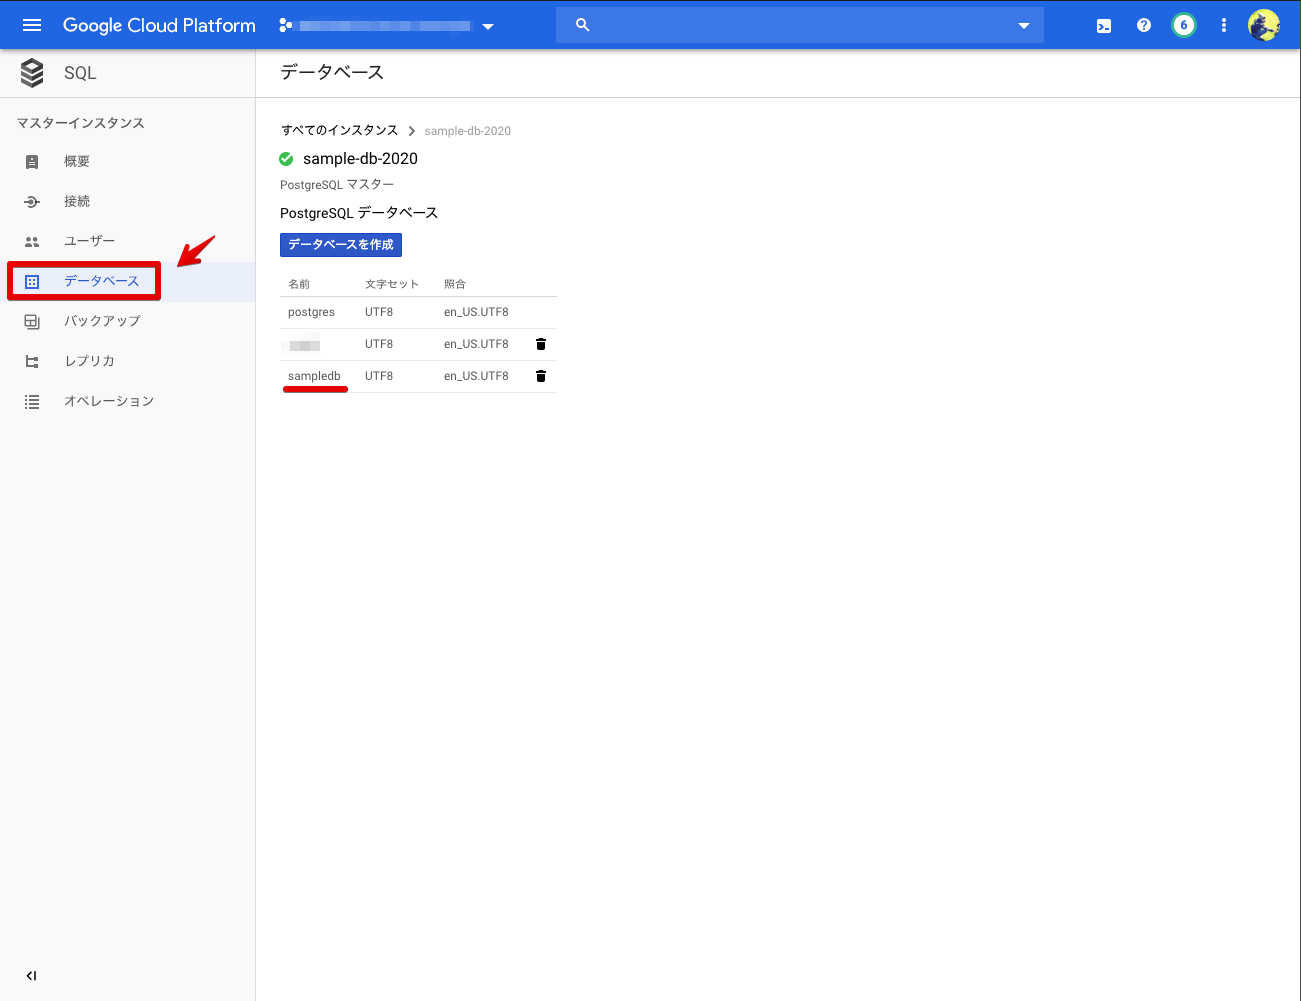 Google Cloud Platform
6
SQL
データベース
マスターインスタンス
概要
接続
ユーザー
データベース
バックアップ
レプリカ
オペレーション
すべてのインスタンス
sample-db-2020
sample-db-2020
PostgreSQL マスター
PostgreSQL データベース
データベースを作成
名前 文字セット 照合
postgres UTF8 en_US.UTF8
UTF8 en_US.UTF8
sampledb UTF8 en_US.UTF8